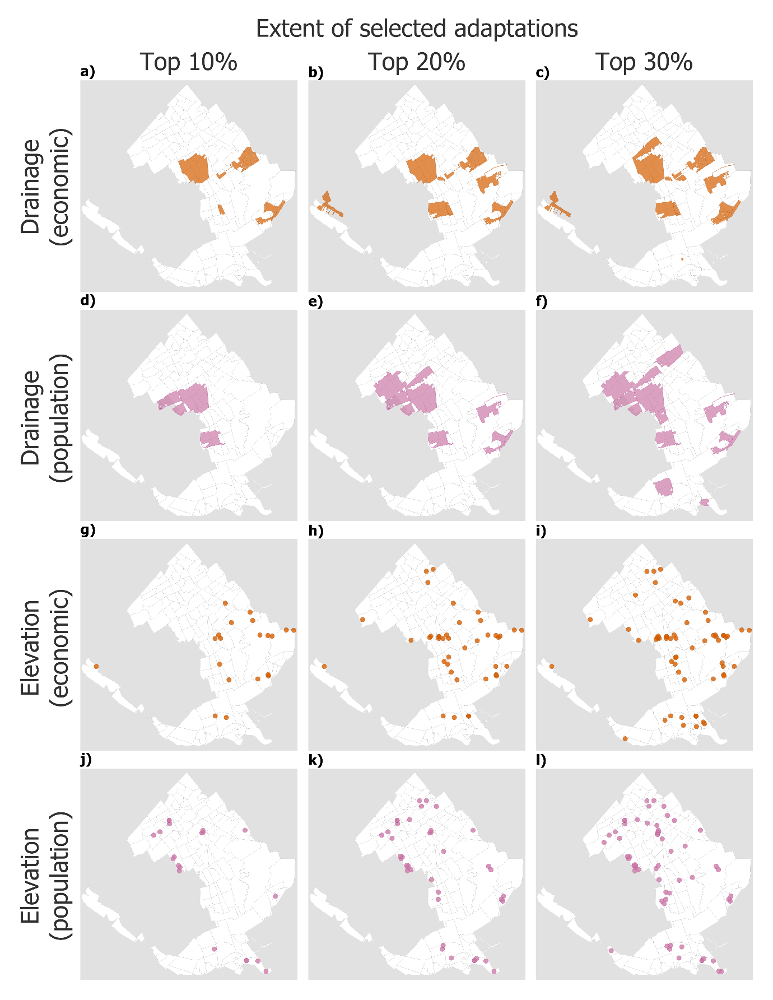 Extent of selected adaptations
Top 10%
Top 20%
Top 30%
a)
b)
c)
Drainage
(economic)
d)
e)
f)
Drainage
(population)
g)
h)
i)
Elevation
(economic)
j)
k)
l)
Elevation
(population)